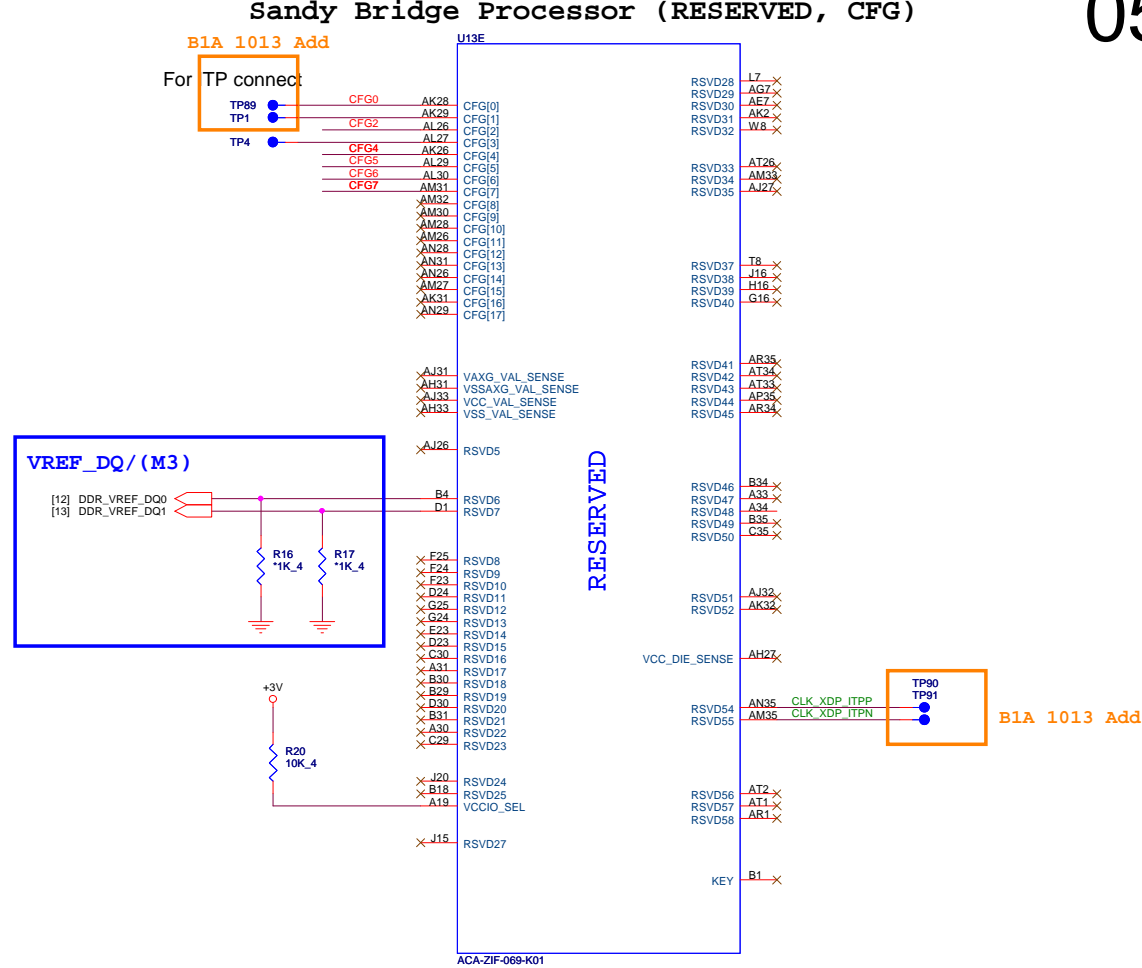 Sandy Bridge Processor (RESERVED, CFG)
05
B1A 1013 Add
For TP connect
U13E
TP89 CFG0 AK28 CFG[0]
TP1 AK29 CFG[1]
CFG2 AL26 CFG[2]
TP4 AL27 CFG[3]
CFG4 AK26 CFG[4]
CFG5 AL29 CFG[5]
CFG6 AL30 CFG[6]
CFG7 AM31 CFG[7]
AM32 CFG[8]
AM30 CFG[9]
AM28 CFG[10]
AM26 CFG[11]
AN28 CFG[12]
AN31 CFG[13]
AN26 CFG[14]
AM27 CFG[15]
AK31 CFG[16]
AN29 CFG[17]
AJ31 VAXG_VAL_SENSE
AH31 VSSAXG_VAL_SENSE
AJ33 VCC_VAL_SENSE
AH33 VSS_VAL_SENSE
AJ26 RSVD5
VREF_DQ/(M3)
[12] DDR_VREF_DQ0 B4 RSVD6
[13] DDR_VREF_DQ1 D1 RSVD7
R16
*1K_4
R17
*1K_4
F25 RSVD8
F24 RSVD9
F23 RSVD10
D24 RSVD11
G25 RSVD12
G24 RSVD13
E23 RSVD14
D23 RSVD15
C30 RSVD16
A31 RSVD17
B30 RSVD18
B29 RSVD19
D30 RSVD20
B31 RSVD21
A30 RSVD22
C29 RSVD23
+3V
R20
10K_4
J20 RSVD24
B18 RSVD25
A19 VCCIO_SEL
J15 RSVD27
RESERVED
RSVD28 L7
RSVD29 AG7
RSVD30 AE7
RSVD31 AK2
RSVD32 W8
RSVD33 AT26
RSVD34 AM33
RSVD35 AJ27
RSVD37 T8
RSVD38 J16
RSVD39 H16
RSVD40 G16
RSVD41 AR35
RSVD42 AT34
RSVD43 AT33
RSVD44 AP35
RSVD45 AR34
RSVD46 B34
RSVD47 A33
RSVD48 A34
RSVD49 B35
RSVD50 C35
RSVD51 AJ32
RSVD52 AK32
VCC_DIE_SENSE AH27
TP90
TP91
RSVD54 AN35 CLK_XDP_ITPP
RSVD55 AM35 CLK_XDP_ITPN
B1A 1013 Add
RSVD56 AT2
RSVD57 AT1
RSVD58 AR1
KEY B1
ACA-ZIF-069-K01